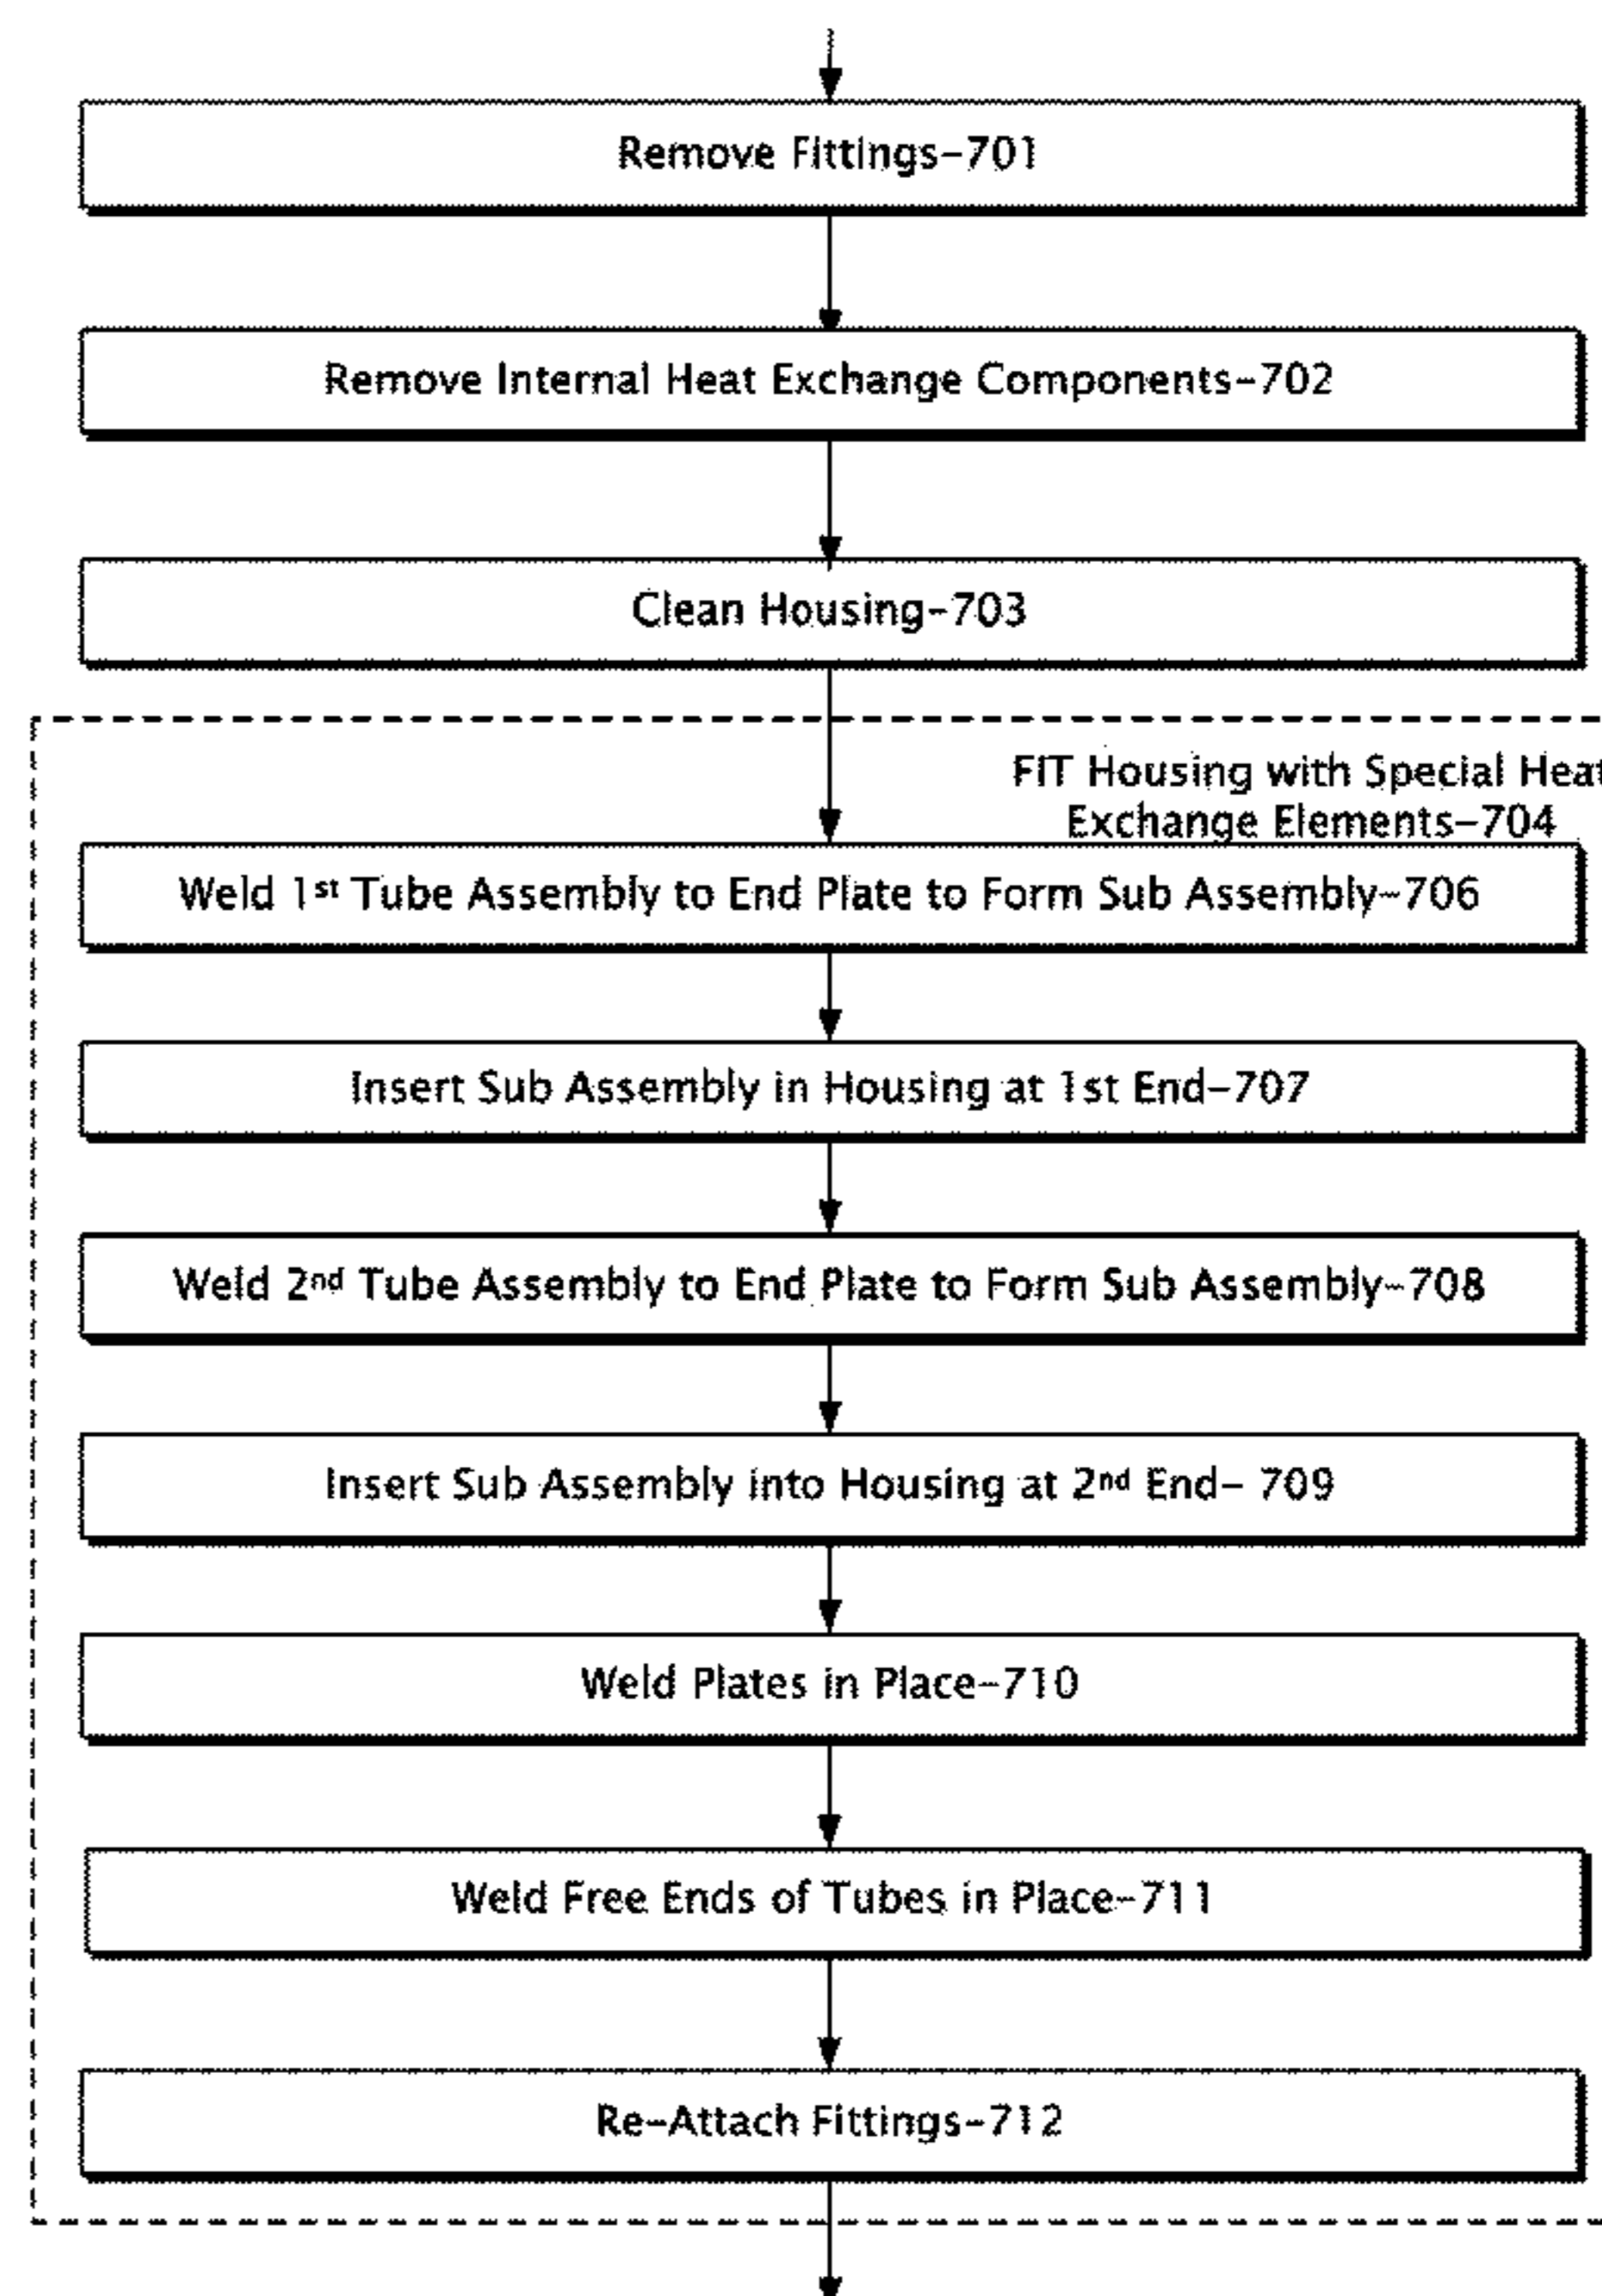 Remove Fittings–701
Remove Internal Heat Exchange Components–702
Clean Housing–703
FIT Housing with Special Heat
Exchange Elements–704
Weld 1st Tube Assembly to End Plate to Form Sub Assembly–706
Insert Sub Assembly in Housing at 1st End–707
Weld 2nd Tube Assembly to End Plate to Form Sub Assembly–708
Insert Sub Assembly into Housing at 2nd End– 709
Weld Plates in Place–710
Weld Free Ends of Tubes in Place–711
Re–Attach Fittings–712